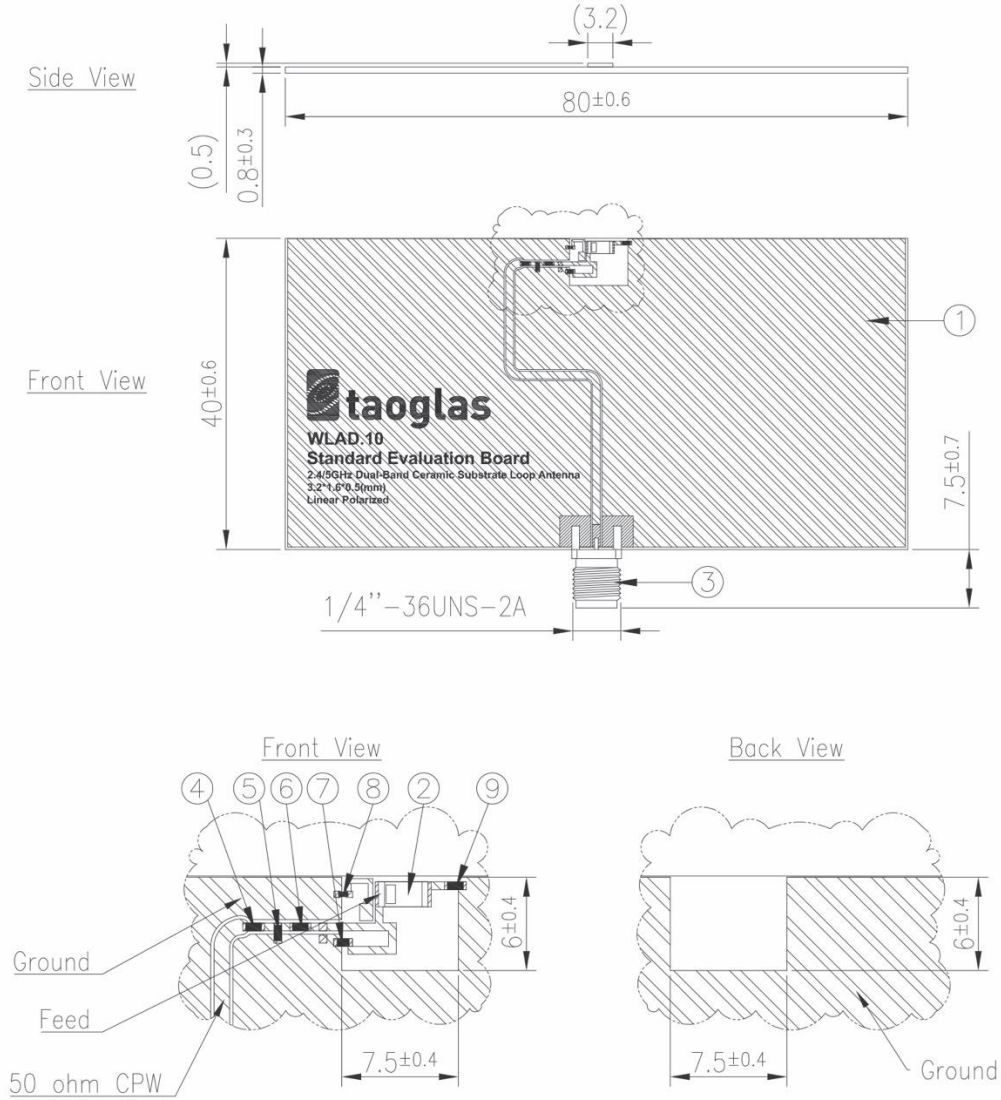 (3.2)
Side View
80±0.6
(0.5)
0.8±0.3
Front View
40±0.6
1
taoglas
WLAD.10
Standard Evaluation Board
2.4/5GHz Dual-Band Ceramic Substrate Loop Antenna
3.2*1.6*0.5(mm)
Linear Polarized
7.5±0.7
3
1/4''-36UNS-2A
Front View
Back View
4 5 6 7 8 2 9
6±0.4
6±0.4
Ground
Feed
7.5±0.4
7.5±0.4
Ground
50 ohm CPW